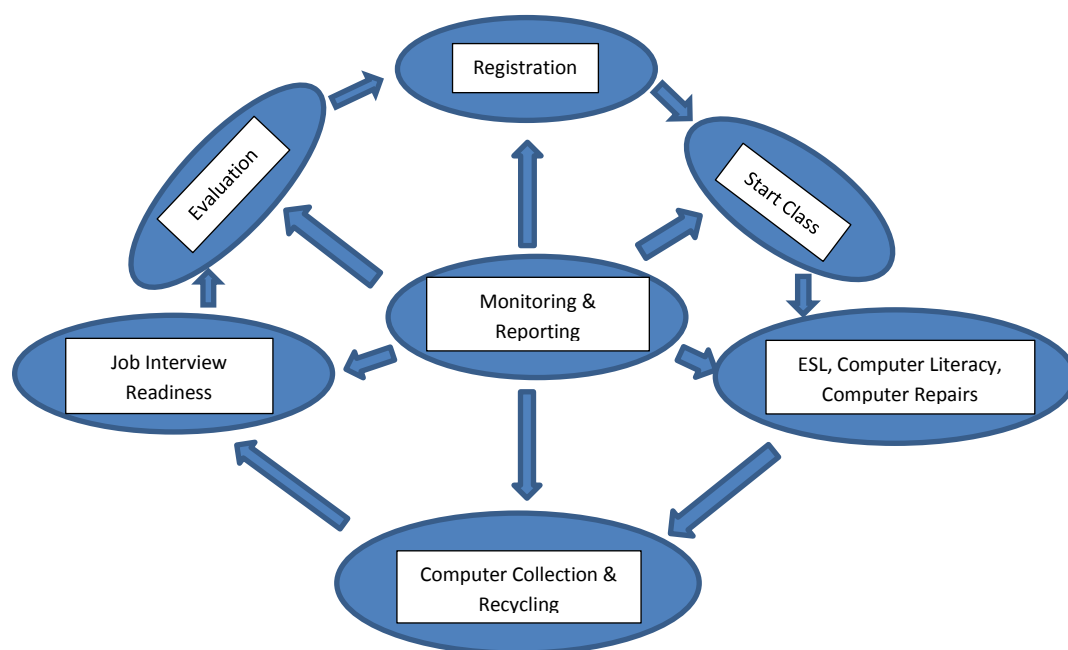 Registration
Start Class
Evaluation
Monitoring &
Reporting
Job Interview
Readiness
ESL, Computer Literacy,
Computer Repairs
Computer Collection &
Recycling